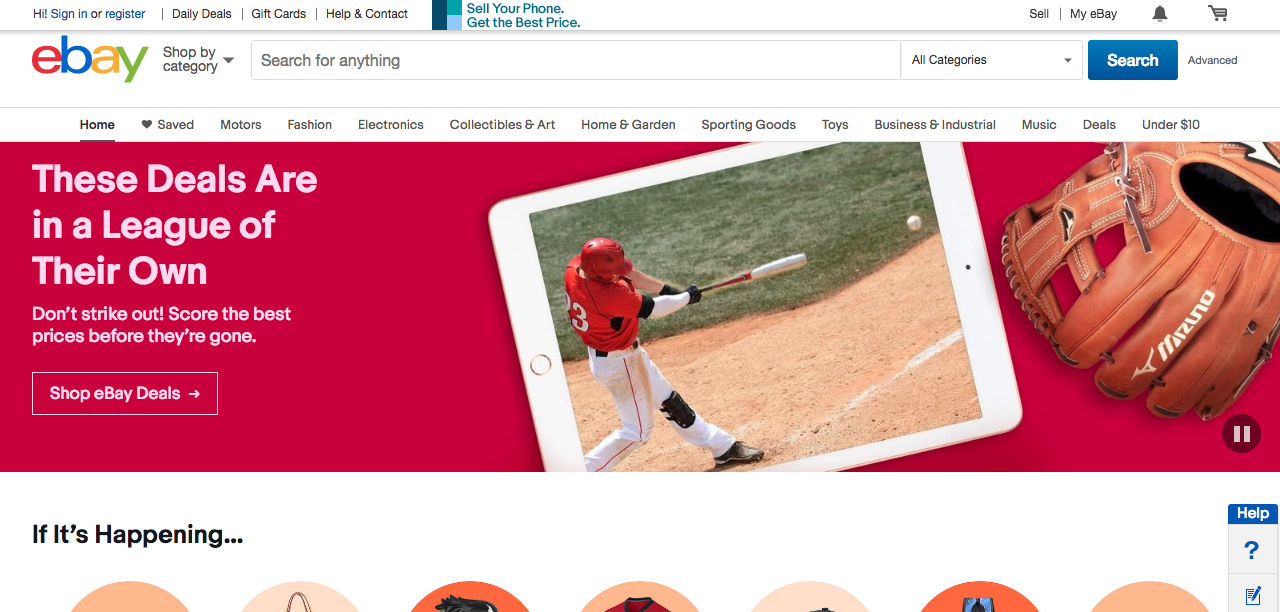 Hi! Sign in or register
Daily Deals
Gift Cards
Help & Contact
Sell Your Phone.
Get the Best Price.
Sell
My eBay
ebay
Shop by
category
Search for anything
All Categories
Search
Advanced
Home
Saved
Motors
Fashion
Electronics
Collectibles & Art
Home & Garden
Sporting Goods
Toys
Business & Industrial
Music
Deals
Under $10
These Deals Are
in a League of
Their Own
Don't strike out! Score the best
prices before they're gone.
Shop eBay Deals →
23
MIZUNO
If It's Happening...
Help
?